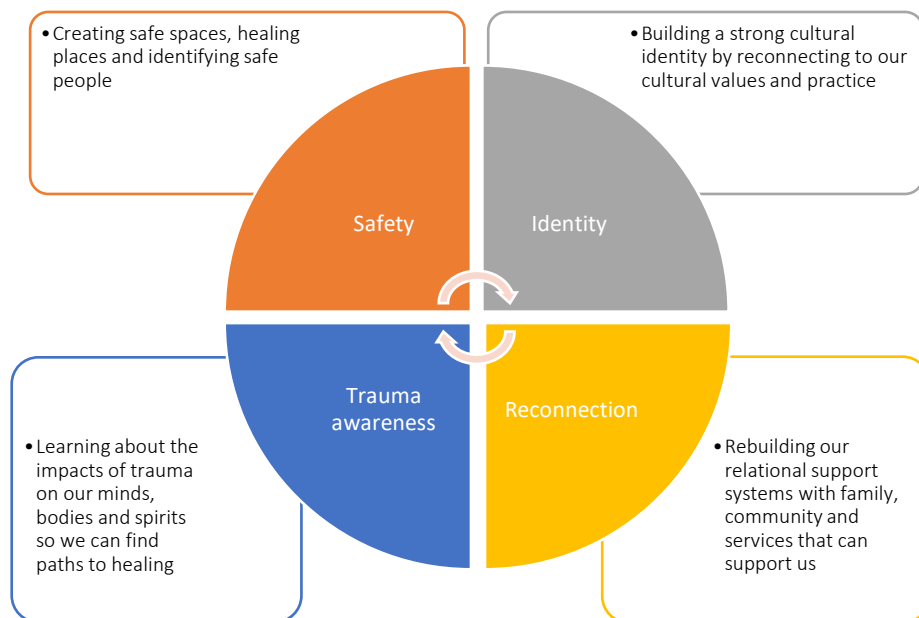 •Creating safe spaces, healing
places and identifying safe
people
•Building a strong cultural
identity by reconnecting to our
cultural values and practice
Safety
Identity
Trauma
awareness
Reconnection
•Learning about the
impacts of trauma
on our minds,
bodies and spirits
so we can find
paths to healing
•Rebuilding our
relational support
systems with family,
community and
services that can
support us